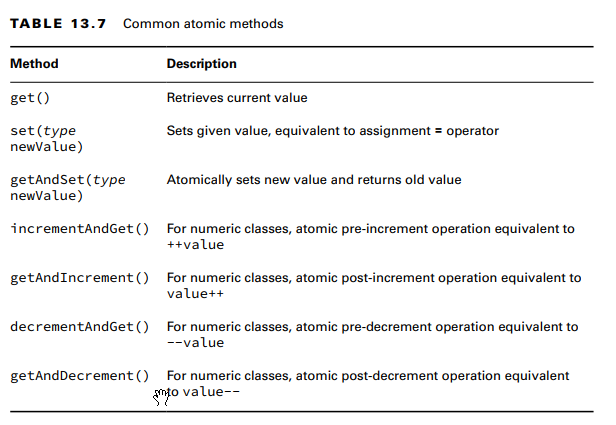 TABLE 13.7 Common atomic methods
Method Description
get() Retrieves current value
set(type Sets given value, equivalent to assignment = operator
newValue)
getAndSet(type Atomically sets new value and returns old value
newValue)
incrementAndGet() For numeric classes, atomic pre-increment operation equivalent to
++value
getAndIncrement() For numeric classes, atomic post-increment operation equivalent to
value++
decrementAndGet() For numeric classes, atomic pre-decrement operation equivalent to
--value
getAndDecrement() For numeric classes, atomic post-decrement operation equivalent
to value--